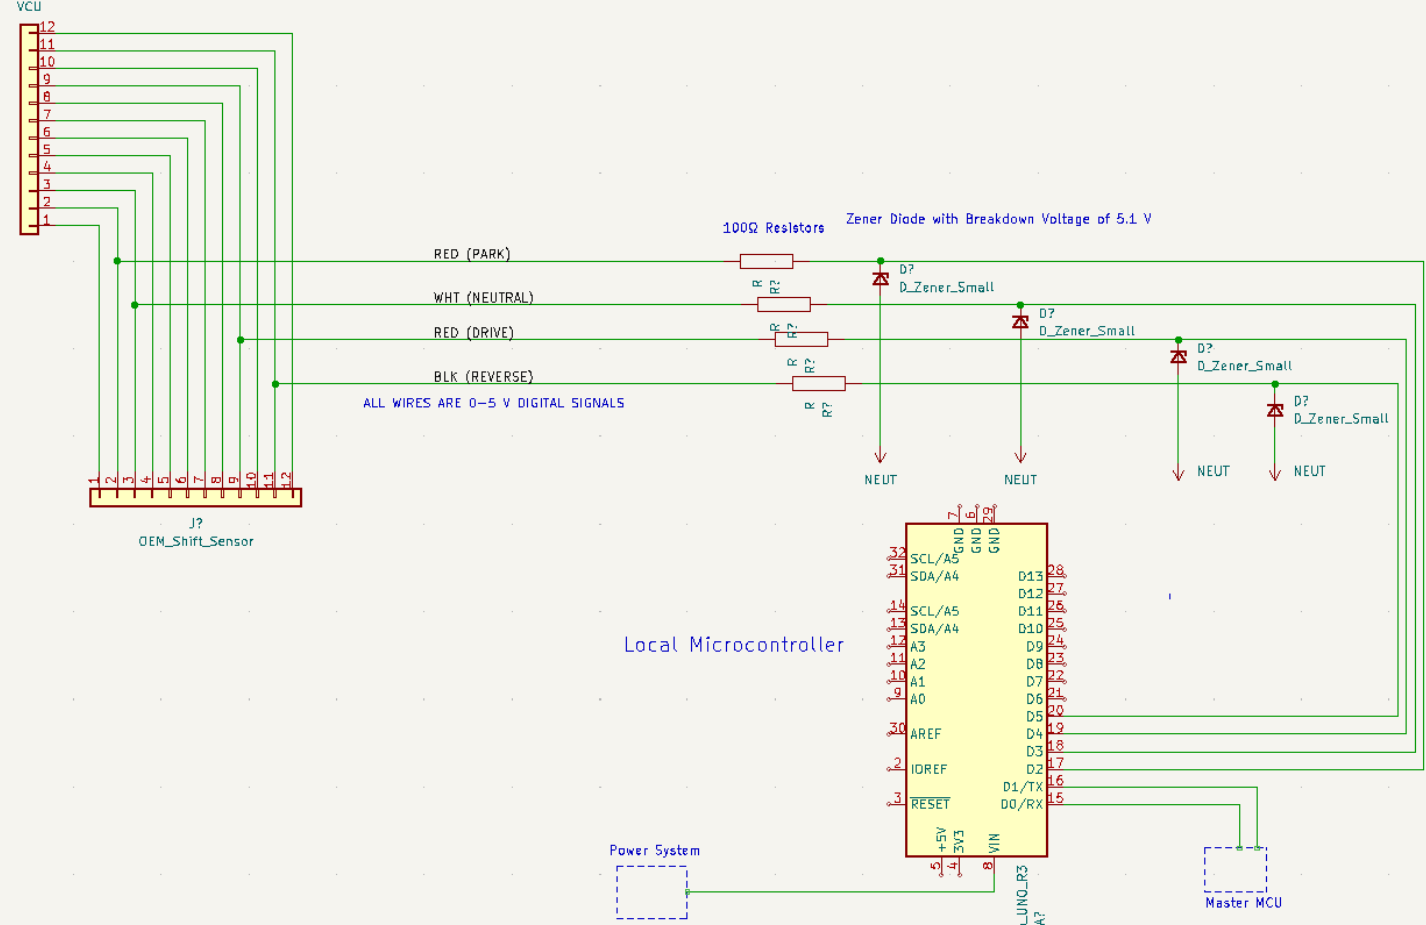 VCU
12
11
10
9
8
7
6
5
4
3
2
1
100Ω Resistors
Zener Diode with Breakdown Voltage of 5.1 V
RED (PARK)
R
R?
D?
D_Zener_Small
WHT (NEUTRAL)
R
R?
D?
D_Zener_Small
RED (DRIVE)
R
R?
D?
D_Zener_Small
BLK (REVERSE)
R
R?
D?
D_Zener_Small
ALL WIRES ARE 0-5 V DIGITAL SIGNALS
NEUT
NEUT
NEUT
NEUT
1 2 3 4 5 6 7 8 9 10 11 12
J?
OEM_Shift_Sensor
7 6 29
GND GND GND
32 SCL/A5
31 SDA/A4
14 SCL/A5
13 SDA/A4
12 A3
11 A2
10 A1
9 A0
30 AREF
2 IOREF
3 RESET
D13 28
D12 27
D11 26
D10 25
D9 24
D8 23
D7 22
D6 21
D5 20
D4 19
D3 18
D2 17
D1/TX 16
D0/RX 15
+5V 3V3 VIN
5 4 8
Local Microcontroller
Power System
_UNO_R3
A?
Master MCU